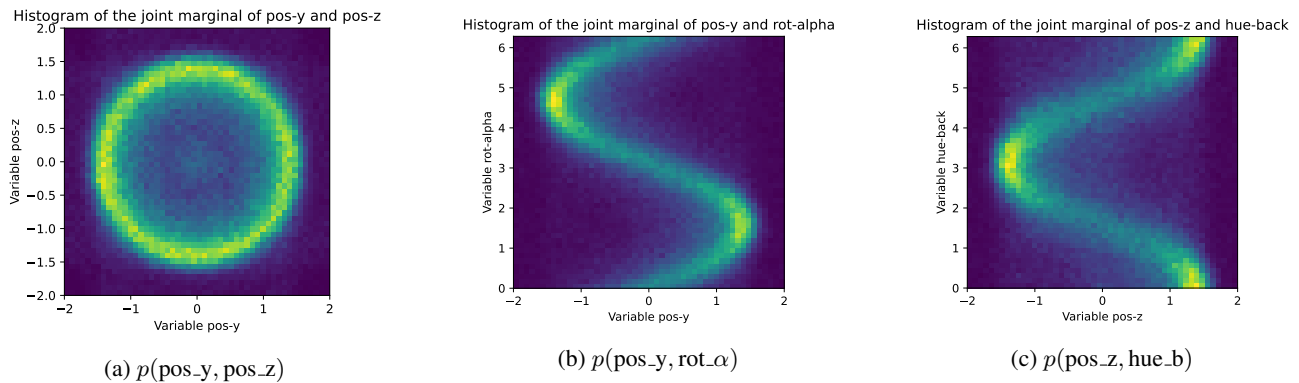 Histogram of the joint marginal of pos-y and pos-z
2.0
1.5
1.0
0.5
0.0
−0.5
−1.0
−1.5
−2.0
Variable pos-z
−2 −1 0 1 2
Variable pos-y
(a) p(pos_y, pos_z)
Histogram of the joint marginal of pos-y and rot-alpha
6
5
4
3
2
1
0
Variable rot-alpha
−2 −1 0 1 2
Variable pos-y
(b) p(pos_y, rot_α)
Histogram of the joint marginal of pos-z and hue-back
6
5
4
3
2
1
0
Variable hue-back
−2 −1 0 1 2
Variable pos-z
(c) p(pos_z, hue_b)